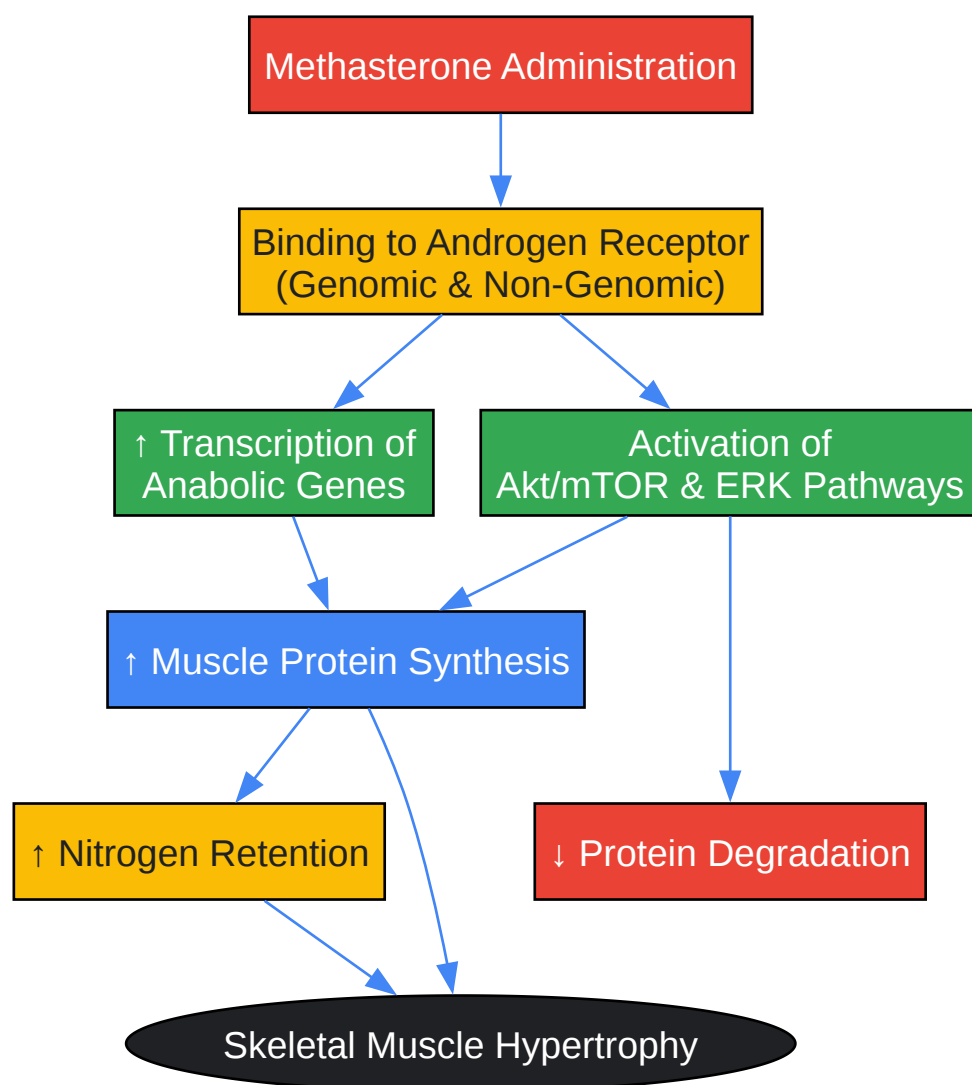 Methasterone Administration
Binding to Androgen Receptor
(Genomic & Non-Genomic)
↑ Transcription of
Anabolic Genes
Activation of
Akt/mTOR & ERK Pathways
↑ Muscle Protein Synthesis
↑ Nitrogen Retention
↓ Protein Degradation
Skeletal Muscle Hypertrophy